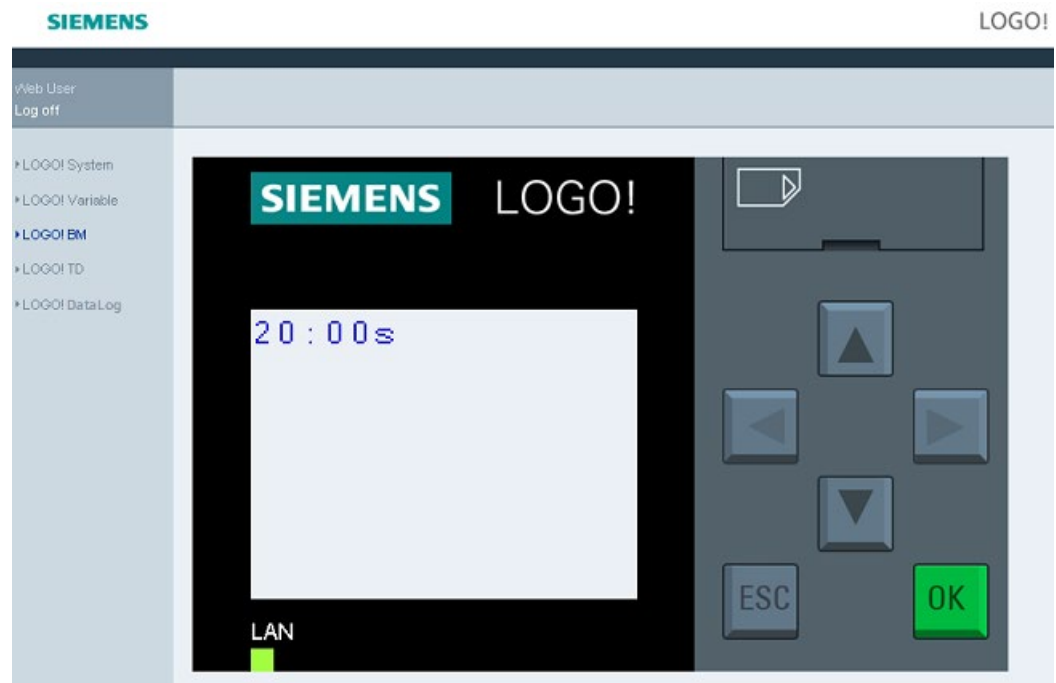 SIEMENS
LOGO!
Web User
Log off
LOGO! System
LOGO! Variable
LOGO! BM
LOGO! TD
LOGO! DataLog
SIEMENS LOGO!
20:00s
LAN
ESC
OK